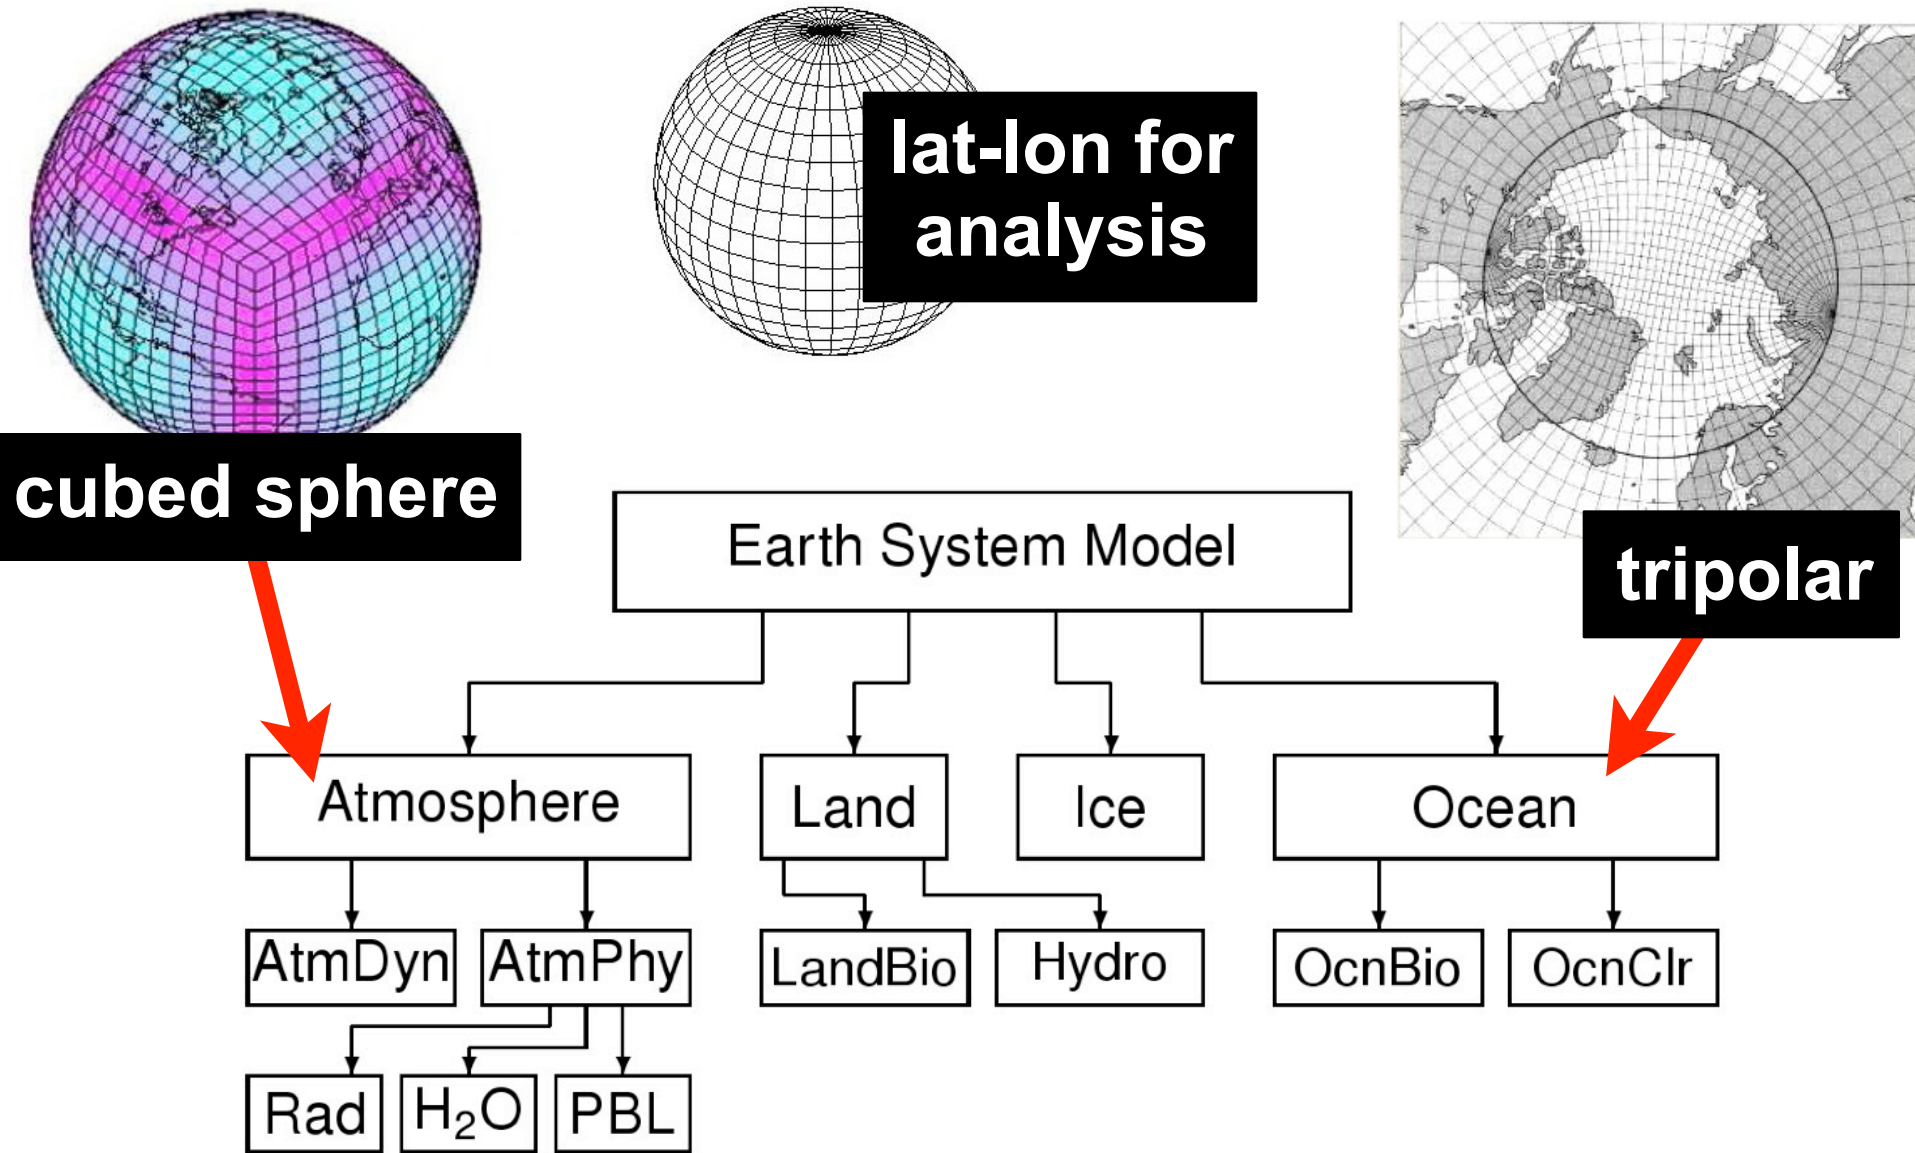 lat-lon for
analysis
cubed sphere
Earth System Model
tripolar
Atmosphere
Land
Ice
Ocean
AtmDyn
AtmPhy
LandBio
Hydro
OcnBio
OcnClr
Rad
H₂O
PBL